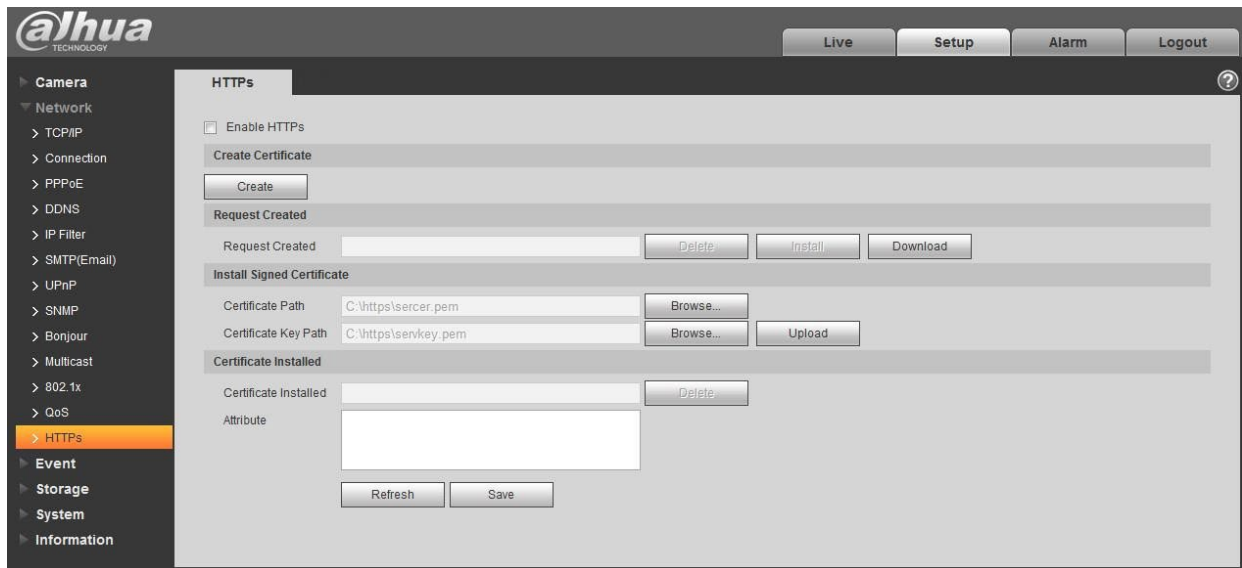 alhua
TECHNOLOGY
Live Setup Alarm Logout
Camera
Network
TCP/IP
Connection
PPPoE
DDNS
IP Filter
SMTP(Email)
UPnP
SNMP
Bonjour
Multicast
802.1x
QoS
HTTPs
Event
Storage
System
Information
HTTPs
?
Enable HTTPs
Create Certificate
Create
Request Created
Request Created Delete Install Download
Install Signed Certificate
Certificate Path C:\https\sercer.pem Browse...
Certificate Key Path C:\https\servkey.pem Browse... Upload
Certificate Installed
Certificate Installed Delete
Attribute
Refresh Save